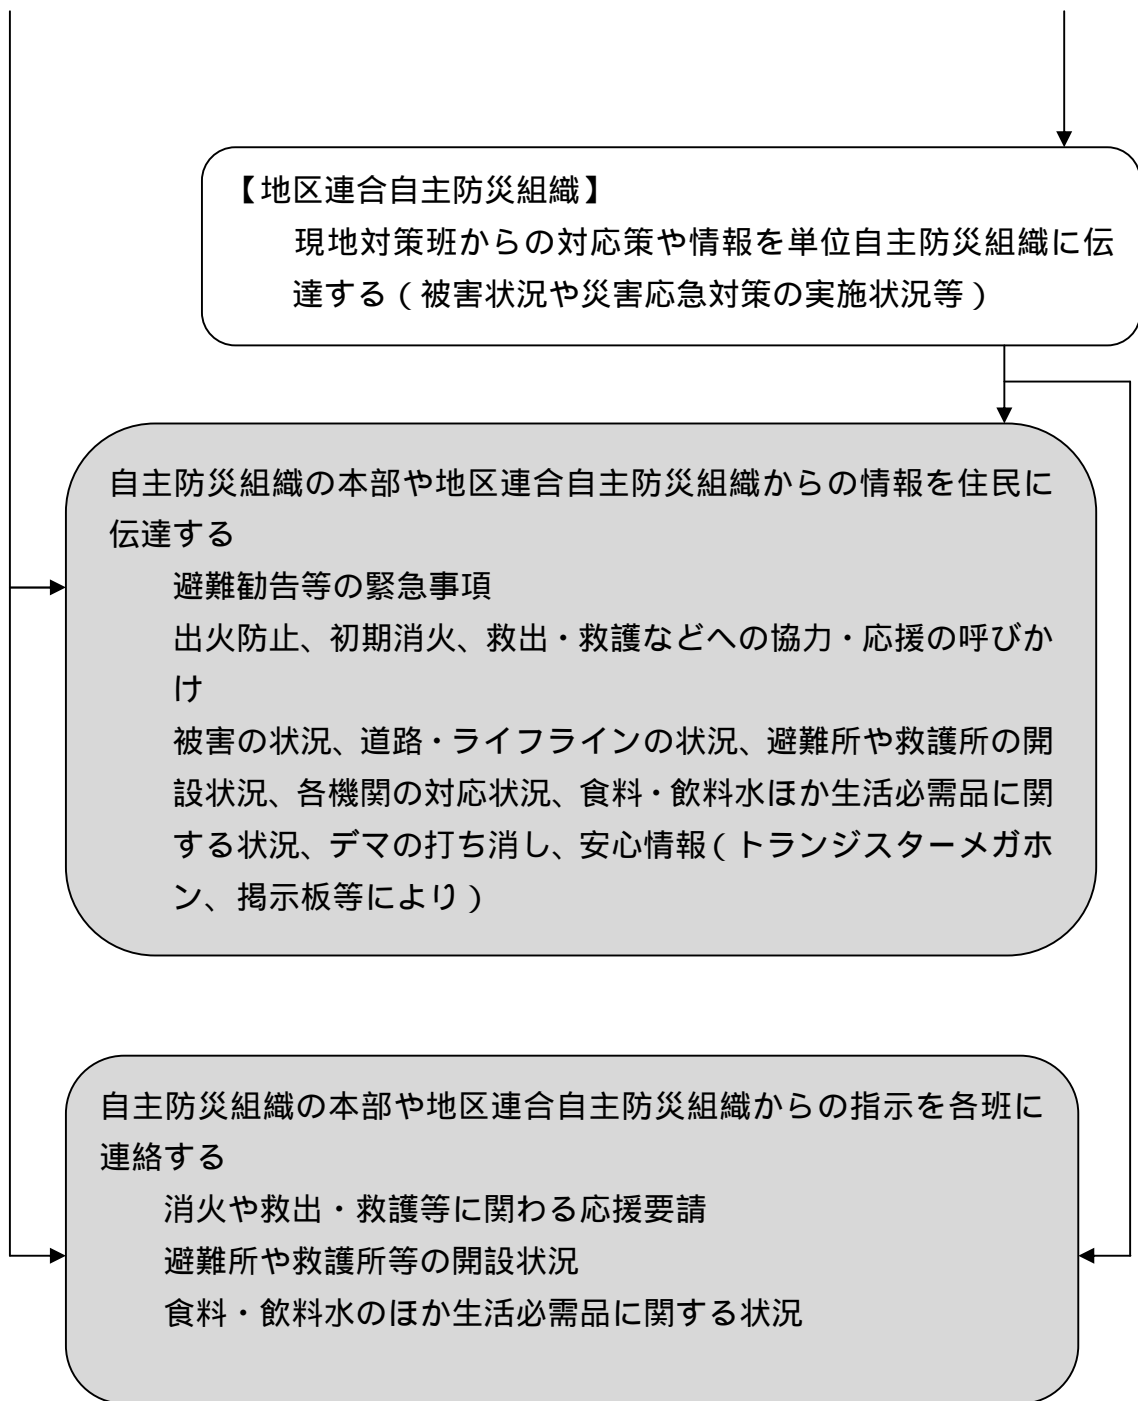 【地区連合自主防災組織】
現地対策班からの対応策や情報を単位自主防災組織に伝
達する（被害状況や災害応急対策の実施状況等）
自主防災組織の本部や地区連合自主防災組織からの情報を住民に
伝達する
避難勧告等の緊急事項
出火防止、初期消火、救出・救護などへの協力・応援の呼びか
け
被害の状況、道路・ライフラインの状況、避難所や救護所の開
設状況、各機関の対応状況、食料・飲料水ほか生活必需品に関
する状況、デマの打ち消し、安心情報（トランジスターメガホ
ン、掲示板等により）
自主防災組織の本部や地区連合自主防災組織からの指示を各班に
連絡する
消火や救出・救護等に関わる応援要請
避難所や救護所等の開設状況
食料・飲料水のほか生活必需品に関する状況